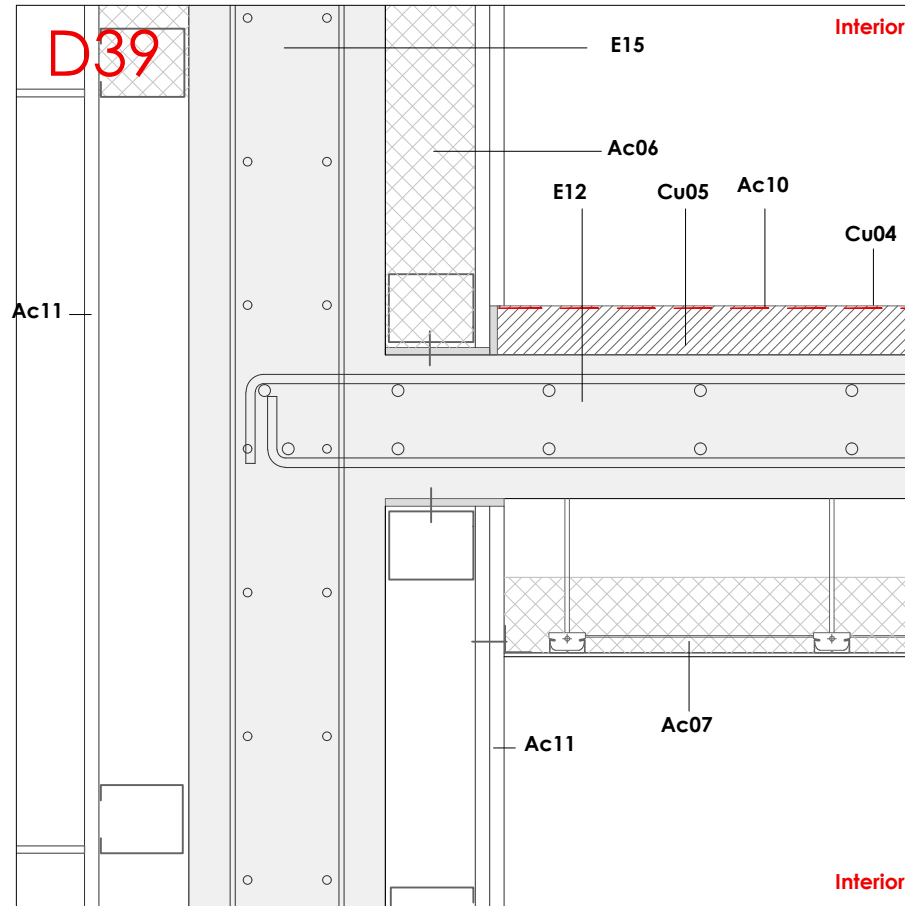 D39
Interior
E15
Ac06
E12
Cu05
Ac10
Cu04
Ac11
Ac07
Ac11
Interior